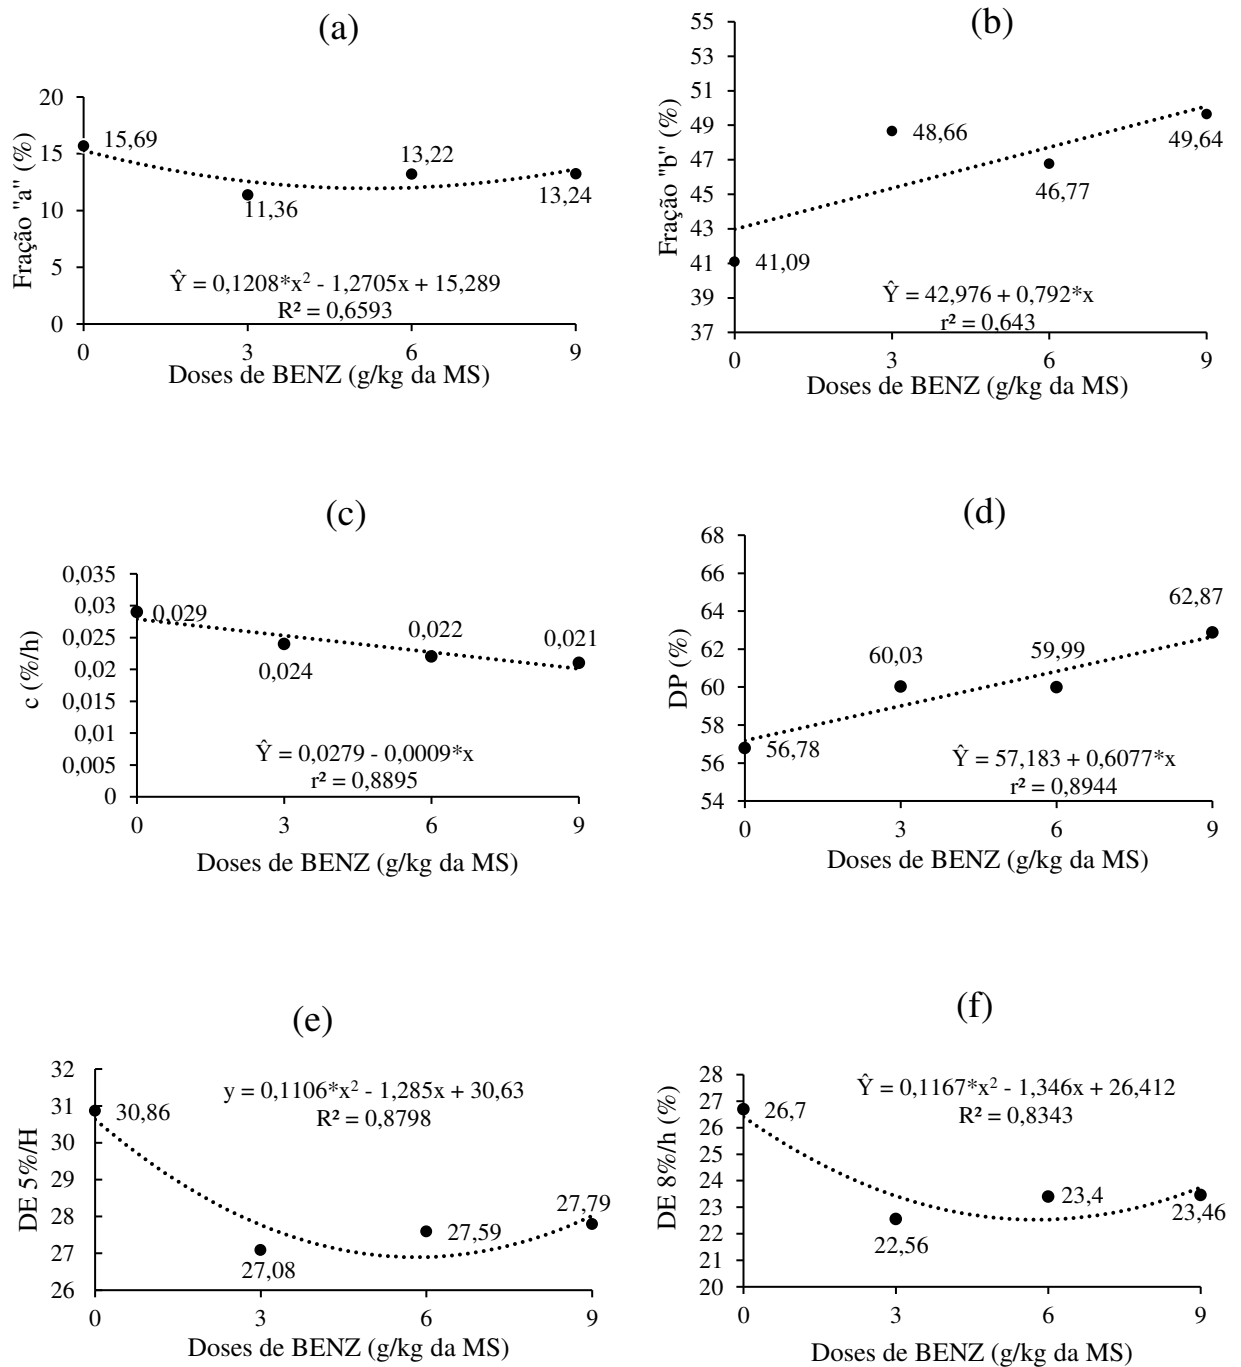 (a)
Fração "a" (%)
20
15
10
5
0
15,69
11,36
13,22
13,24
Ŷ = 0,1208*x² - 1,2705x + 15,289
R² = 0,6593
0 3 6 9
Doses de BENZ (g/kg da MS)
(b)
Fração "b" (%)
55
53
51
49
47
45
43
41
39
37
41,09
48,66
46,77
49,64
Ŷ = 42,976 + 0,792*x
r² = 0,643
0 3 6 9
Doses de BENZ (g/kg da MS)
(c)
c (%/h)
0,035
0,03
0,025
0,02
0,015
0,01
0,005
0
0,029
0,024
0,022
0,021
Ŷ = 0,0279 - 0,0009*x
r² = 0,8895
0 3 6 9
Doses de BENZ (g/kg da MS)
(d)
DP (%)
68
66
64
62
60
58
56
54
56,78
60,03
59,99
62,87
Ŷ = 57,183 + 0,6077*x
r² = 0,8944
0 3 6 9
Doses de BENZ (g/kg da MS)
(e)
DE 5%/H
32
31
30
29
28
27
26
y = 0,1106*x² - 1,285x + 30,63
R² = 0,8798
30,86
27,08
27,59
27,79
0 3 6 9
Doses de BENZ (g/kg da MS)
(f)
DE 8%/h (%)
28
27
26
25
24
23
22
21
20
Ŷ = 0,1167*x² - 1,346x + 26,412
R² = 0,8343
26,7
22,56
23,4
23,46
0 3 6 9
Doses de BENZ (g/kg da MS)